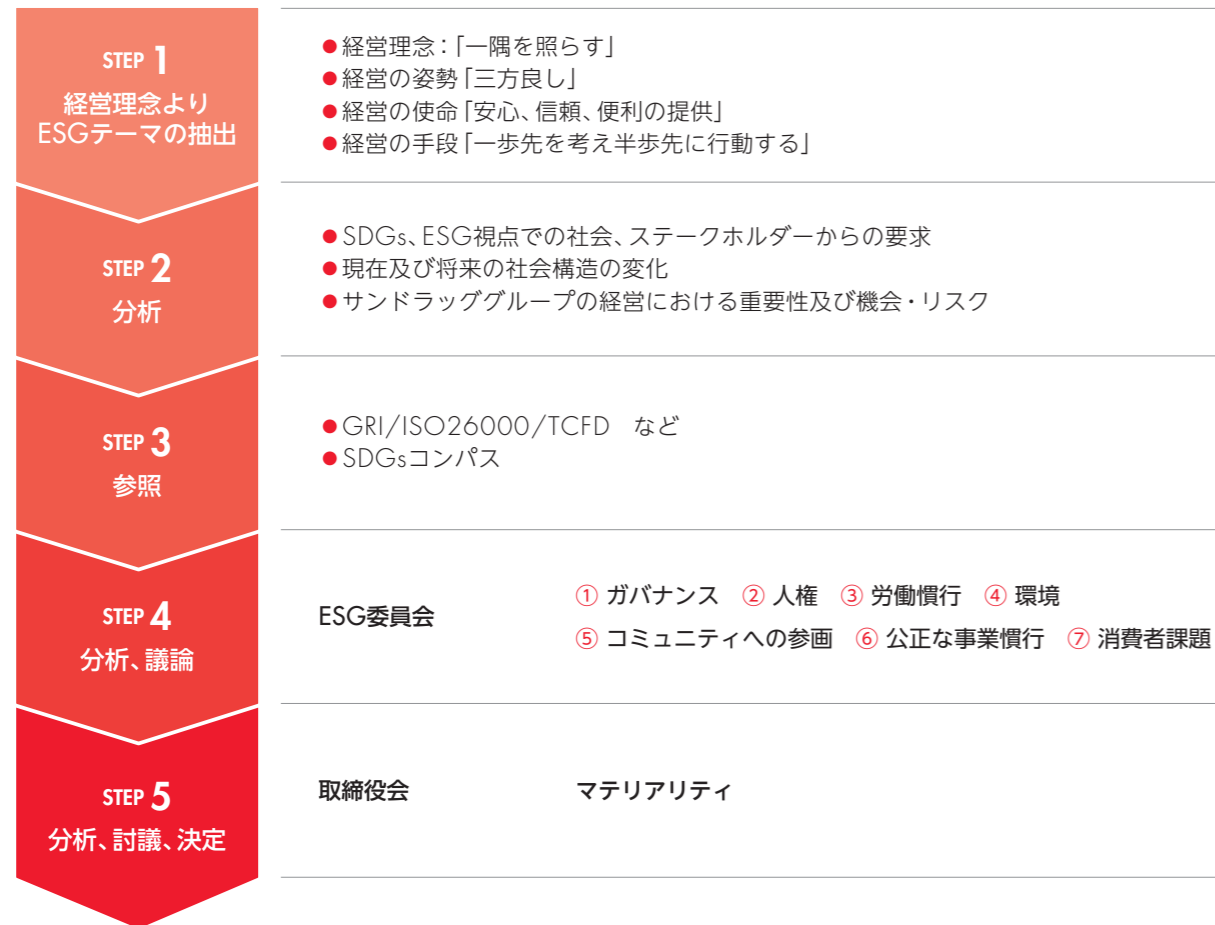 STEP 1
経営理念より
ESGテーマの抽出
●経営理念：「一隅を照らす」
●経営の姿勢「三方良し」
●経営の使命「安心、信頼、便利の提供」
●経営の手段「一歩先を考え半歩先に行動する」
STEP 2
分析
●SDGs、ESG視点での社会、ステークホルダーからの要求
●現在及び将来の社会構造の変化
●サンドラッググループの経営における重要性及び機会・リスク
STEP 3
参照
●GRI/ISO26000/TCFD　など
●SDGsコンパス
STEP 4
分析、議論
ESG委員会
① ガバナンス　② 人権　③ 労働慣行　④ 環境
⑤ コミュニティへの参画　⑥ 公正な事業慣行　⑦ 消費者課題
STEP 5
分析、討議、決定
取締役会
マテリアリティ